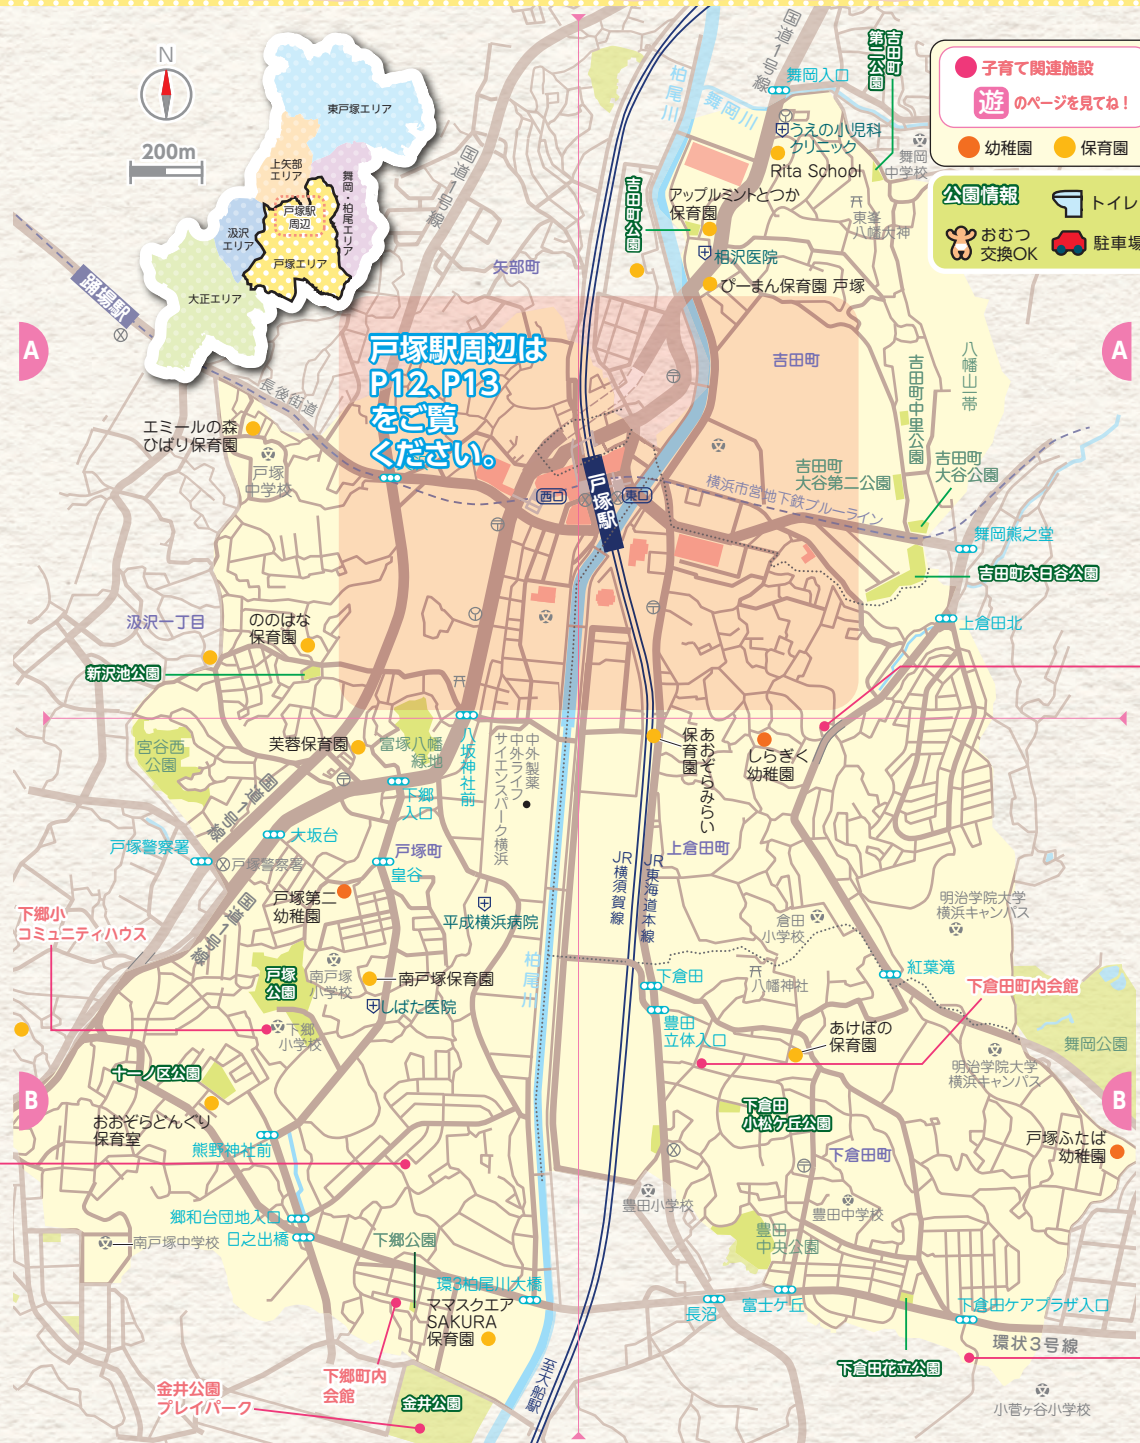 N
200m
東戸塚エリア
上矢部
エリア
舞岡・柏尾エリア
戸塚駅
周辺
汲沢
エリア
戸塚エリア
大正エリア
子育て関連施設
遊 のページを見てね！
幼稚園
保育園
公園情報
トイレ
おむつ
交換OK
駐車場
国道1号線
舞岡入口
吉田町
第二公園
柏尾川
舞岡川
うえの小児科
クリニック
Rita School
舞岡
中学校
国道1号線
吉田町公園
アップルミントとつか
保育園
東峯
八幡大神
相沢医院
矢部町
ぴーまん保育園 戸塚
踊場駅
A
A
戸塚駅周辺は
P12、P13
をご覧
ください。
吉田町
八幡山一帯
吉田町中里公園
長後街道
エミールの森
ひばり保育園
戸塚
中学校
吉田町
大谷第二公園
吉田町
大谷公園
西口
戸塚駅
東口
横浜市営地下鉄ブルーライン
舞岡熊之堂
吉田町大日谷公園
汲沢一丁目
ののはな
保育園
上倉田北
新沢池公園
宮谷西
公園
芙蓉保育園
富塚八幡
緑地
八坂神社前
中外製薬
中外ライフ
サイエンスパーク横浜
あおぞらみらい
保育園
しらぎく
幼稚園
国道1号線
下郷
入口
大坂台
戸塚警察署
戸塚警察署
戸塚町
皇谷
上倉田町
JR横須賀線
JR東海道本線
国道1号線
戸塚第二
幼稚園
平成横浜病院
下郷小
コミュニティハウス
倉田
小学校
明治学院大学
横浜キャンパス
柏尾川
戸塚
公園
南戸塚
小学校
南戸塚保育園
しばた医院
下倉田
八幡神社
紅葉滝
下倉田町内会館
下郷
小学校
豊田
立体入口
あけぼの
保育園
舞岡公園
明治学院大学
横浜キャンパス
十一ノ区公園
B
B
おおぞらどんぐり
保育室
下倉田
小松ケ丘公園
熊野神社前
下倉田町
戸塚ふたば
幼稚園
豊田小学校
豊田中学校
郷和台団地入口
南戸塚中学校
日之出橋
下郷公園
豊田
中央公園
環3柏尾川大橋
ママスクエア
SAKURA
保育園
長沼
富士ケ丘
下倉田ケアプラザ入口
環状3号線
下郷町内
会館
下倉田花立公園
至大船駅
金井公園
プレイパーク
金井公園
小菅ヶ谷小学校